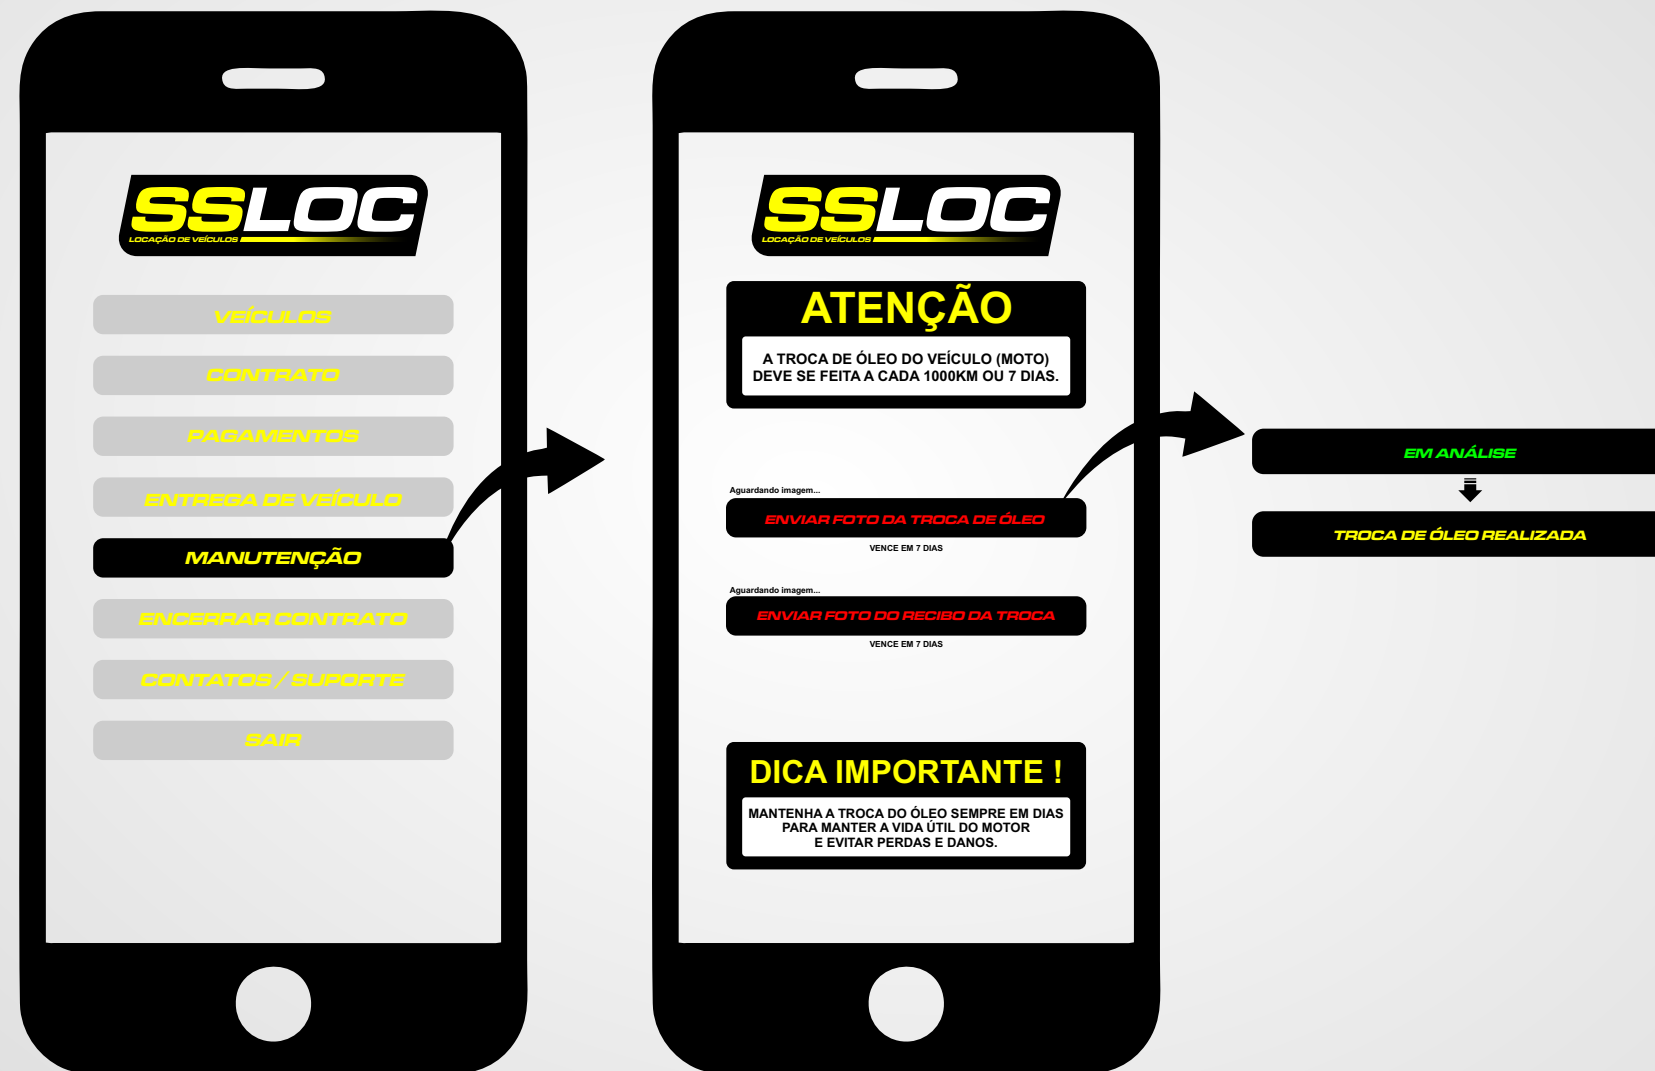 SSLOC
LOCAÇÃO DE VEÍCULOS
VEÍCULOS
CONTRATO
PAGAMENTOS
ENTREGA DE VEÍCULO
MANUTENÇÃO
ENCERRAR CONTRATO
CONTATOS / SUPORTE
SAIR
SSLOC
LOCAÇÃO DE VEÍCULOS
ATENÇÃO
A TROCA DE ÓLEO DO VEÍCULO (MOTO)
DEVE SE FEITA A CADA 1000KM OU 7 DIAS.
Aguardando imagem...
ENVIAR FOTO DA TROCA DE ÓLEO
VENCE EM 7 DIAS
Aguardando imagem...
ENVIAR FOTO DO RECIBO DA TROCA
VENCE EM 7 DIAS
DICA IMPORTANTE !
MANTENHA A TROCA DO ÓLEO SEMPRE EM DIAS
PARA MANTER A VIDA ÚTIL DO MOTOR
E EVITAR PERDAS E DANOS.
EM ANÁLISE
TROCA DE ÓLEO REALIZADA